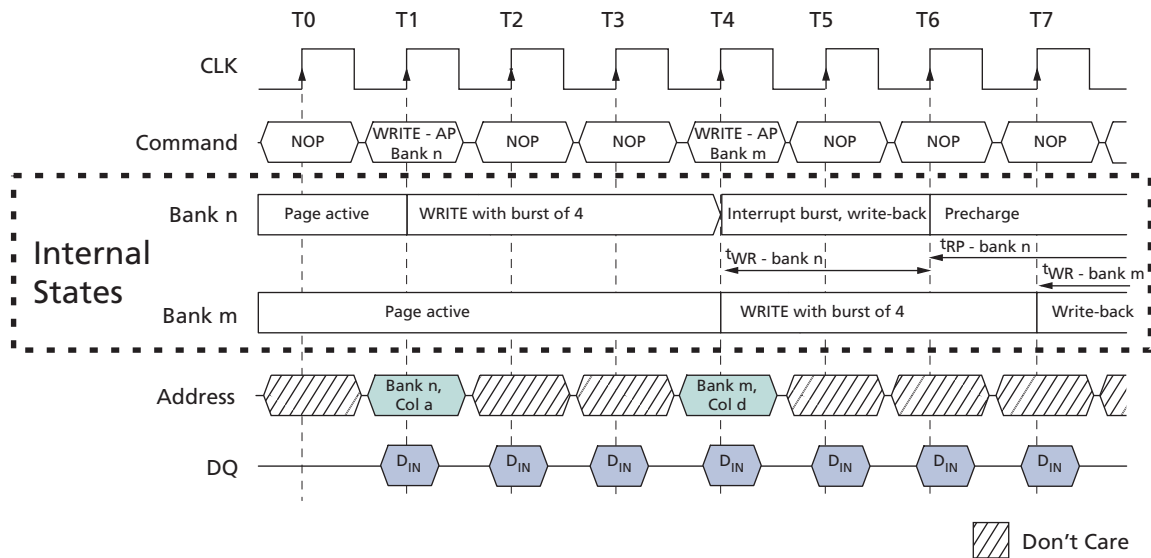 T0 T1 T2 T3 T4 T5 T6 T7
CLK
Command NOP WRITE - AP Bank n NOP NOP WRITE - AP Bank m NOP NOP NOP
Internal States
Bank n Page active WRITE with burst of 4 Interrupt burst, write-back Precharge
tWR - bank n tRP - bank n
tWR - bank m
Bank m Page active WRITE with burst of 4 Write-back
Address Bank n, Col a Bank m, Col d
DQ DIN DIN DIN DIN DIN DIN DIN
Don't Care